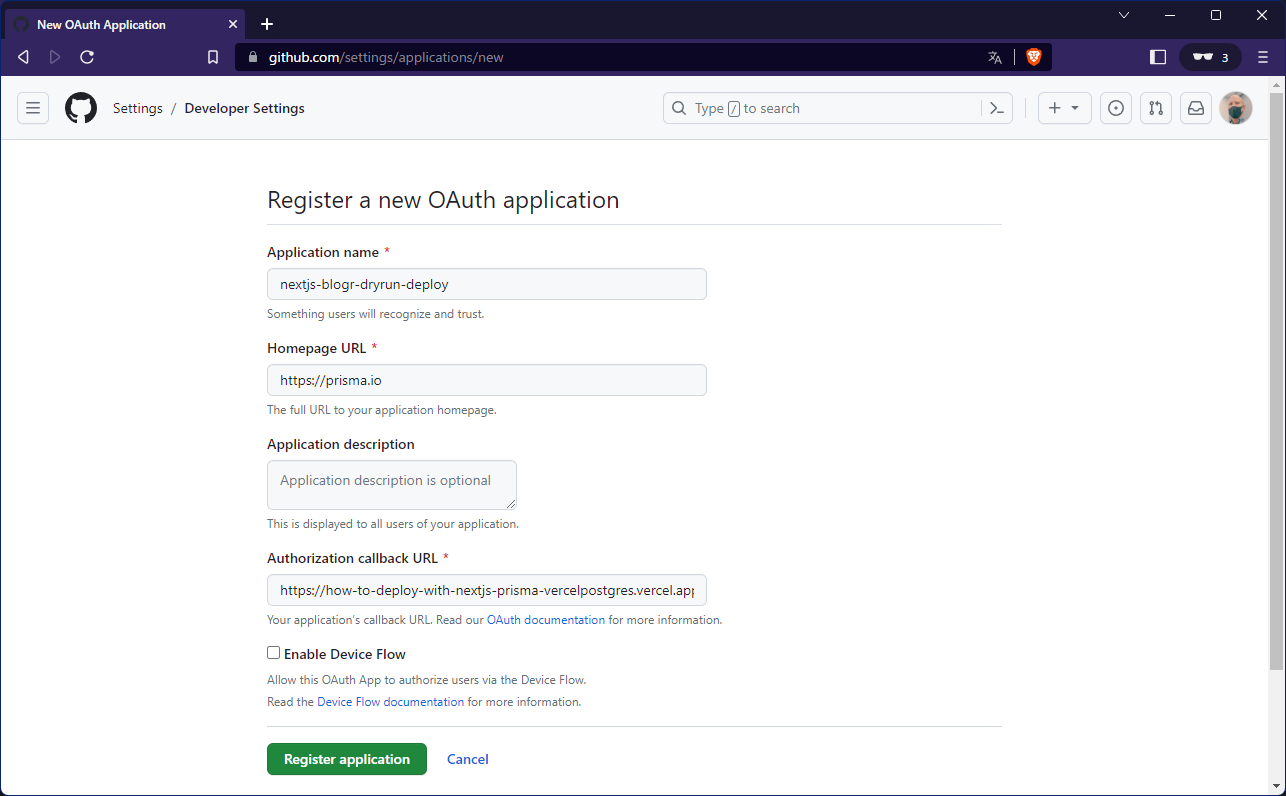 New OAuth Application
github.com/settings/applications/new
3
Settings / Developer Settings
Type / to search
Register a new OAuth application
Application name *
nextjs-blogr-dryrun-deploy
Something users will recognize and trust.
Homepage URL *
https://prisma.io
The full URL to your application homepage.
Application description
Application description is optional
This is displayed to all users of your application.
Authorization callback URL *
https://how-to-deploy-with-nextjs-prisma-vercelpostgres.vercel.app
Your application's callback URL. Read our OAuth documentation for more information.
Enable Device Flow
Allow this OAuth App to authorize users via the Device Flow.
Read the Device Flow documentation for more information.
Register application
Cancel